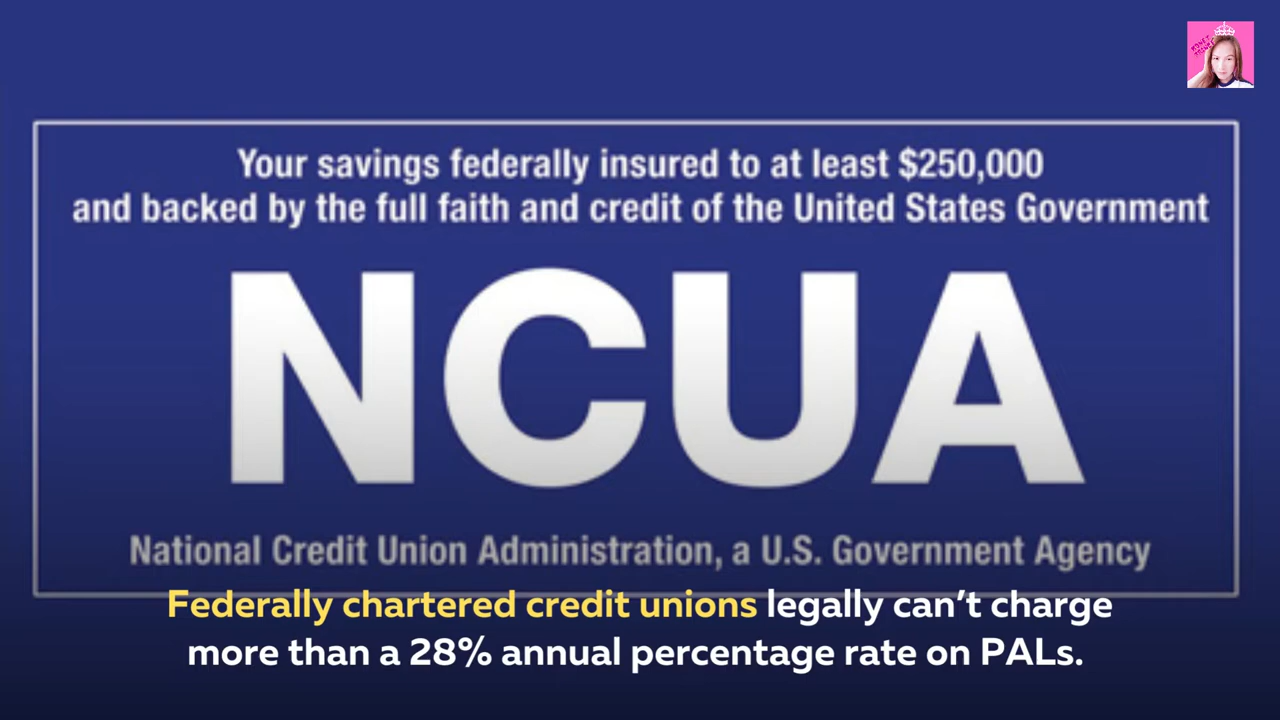 Your savings federally insured to at least $250,000
and backed by the full faith and credit of the United States Government
NCUA
National Credit Union Administration, a U.S. Government Agency
Federally chartered credit unions legally can’t charge
more than a 28% annual percentage rate on PALs.